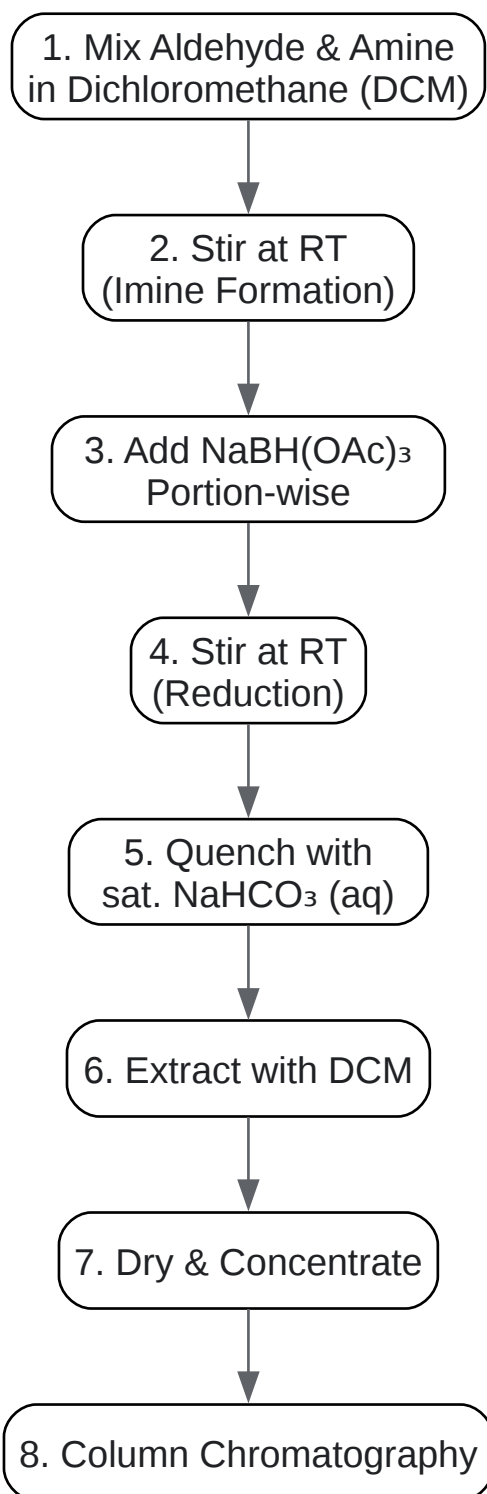 1. Mix Aldehyde & Amine
in Dichloromethane (DCM)
2. Stir at RT
(Imine Formation)
3. Add NaBH(OAc)₃
Portion-wise
4. Stir at RT
(Reduction)
5. Quench with
sat. NaHCO₃ (aq)
6. Extract with DCM
7. Dry & Concentrate
8. Column Chromatography